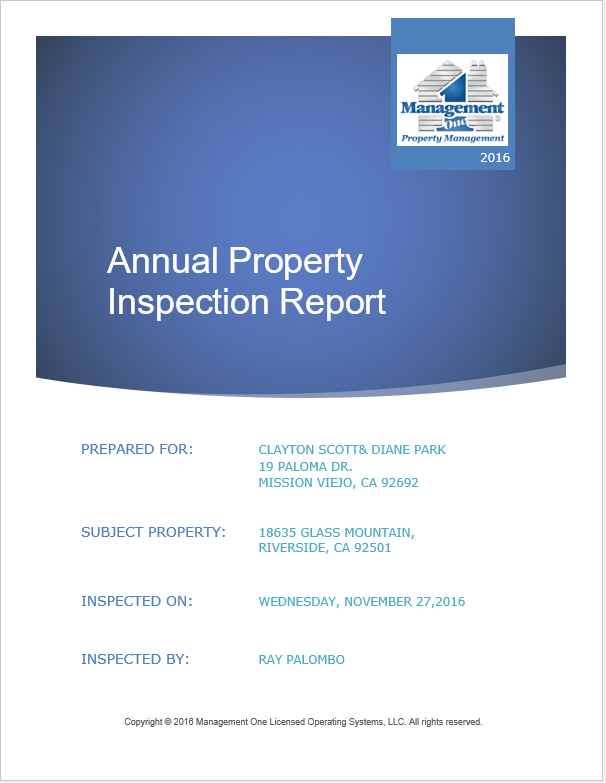 Management
One
®
Property Management
2016
Annual Property
Inspection Report
PREPARED FOR:
CLAYTON SCOTT& DIANE PARK
19 PALOMA DR.
MISSION VIEJO, CA 92692
SUBJECT PROPERTY:
18635 GLASS MOUNTAIN,
RIVERSIDE, CA 92501
INSPECTED ON:
WEDNESDAY, NOVEMBER 27,2016
INSPECTED BY:
RAY PALOMBO
Copyright © 2016 Management One Licensed Operating Systems, LLC. All rights reserved.